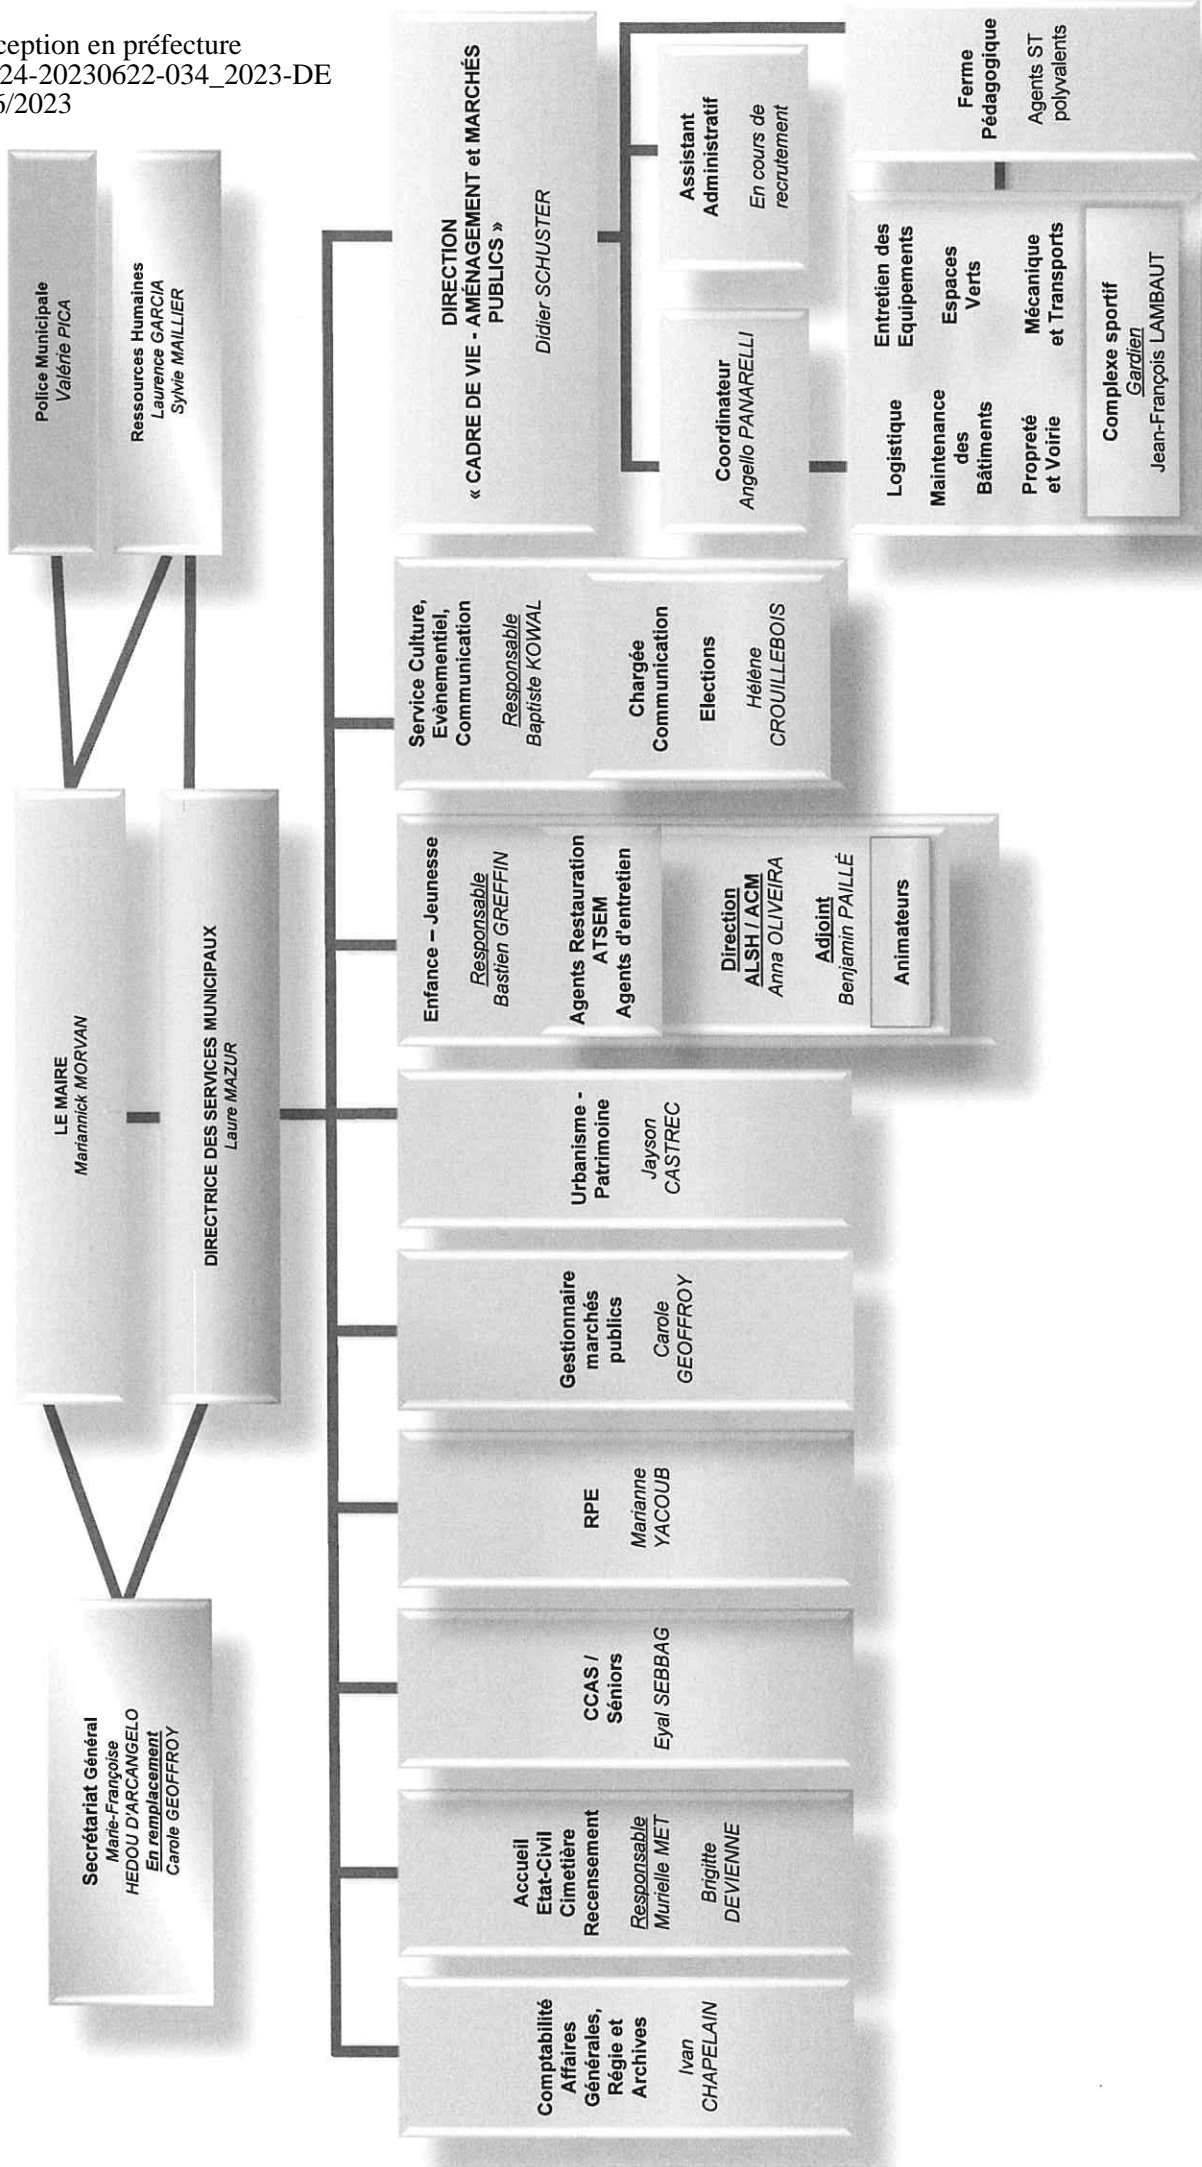 ception en préfecture
24-20230622-034_2023-DE
6/2023
LE MAIRE
Mariannick MORVAN
DIRECTRICE DES SERVICES MUNICIPAUX
Laure MAZUR
Secrétariat Général
Marie-Françoise
HEDOU D'ARCANGELO
En remplacement
Carole GEOFFROY
Police Municipale
Valérie PICA
Ressources Humaines
Laurence GARCIA
Sylvie MAILLIER
Comptabilité
Affaires
Générales,
Régie et
Archives
Ivan
CHAPELAIN
Accueil
Etat-Civil
Cimetière
Recensement
Responsable
Murielle MET
Brigitte
DEVIENNE
CCAS /
Séniors
Eyal SEBBAG
RPE
Marianne
YACOUB
Gestionnaire
marchés
publics
Carole
GEOFFROY
Urbanisme -
Patrimoine
Jayson
CASTREC
Enfance – Jeunesse
Responsable
Bastien GREFFIN
Agents Restauration
ATSEM
Agents d'entretien
Direction
ALSH / ACM
Anna OLIVEIRA
Adjoint
Benjamin PAILLÉ
Animateurs
Service Culture,
Evènementiel,
Communication
Responsable
Baptiste KOWAL
Chargée
Communication
Elections
Hélène
CROUILLEBOIS
DIRECTION
« CADRE DE VIE - AMÉNAGEMENT et MARCHÉS
PUBLICS »
Didier SCHUSTER
Coordinateur
Angello PANARELLI
Assistant
Administratif
En cours de
recrutement
Logistique
Maintenance
des
Bâtiments
Propreté
et Voirie
Entretien des
Equipements
Espaces
Verts
Mécanique
et Transports
Complexe sportif
Gardien
Jean-François LAMBAUT
Ferme
Pédagogique
Agents ST
polyvalents